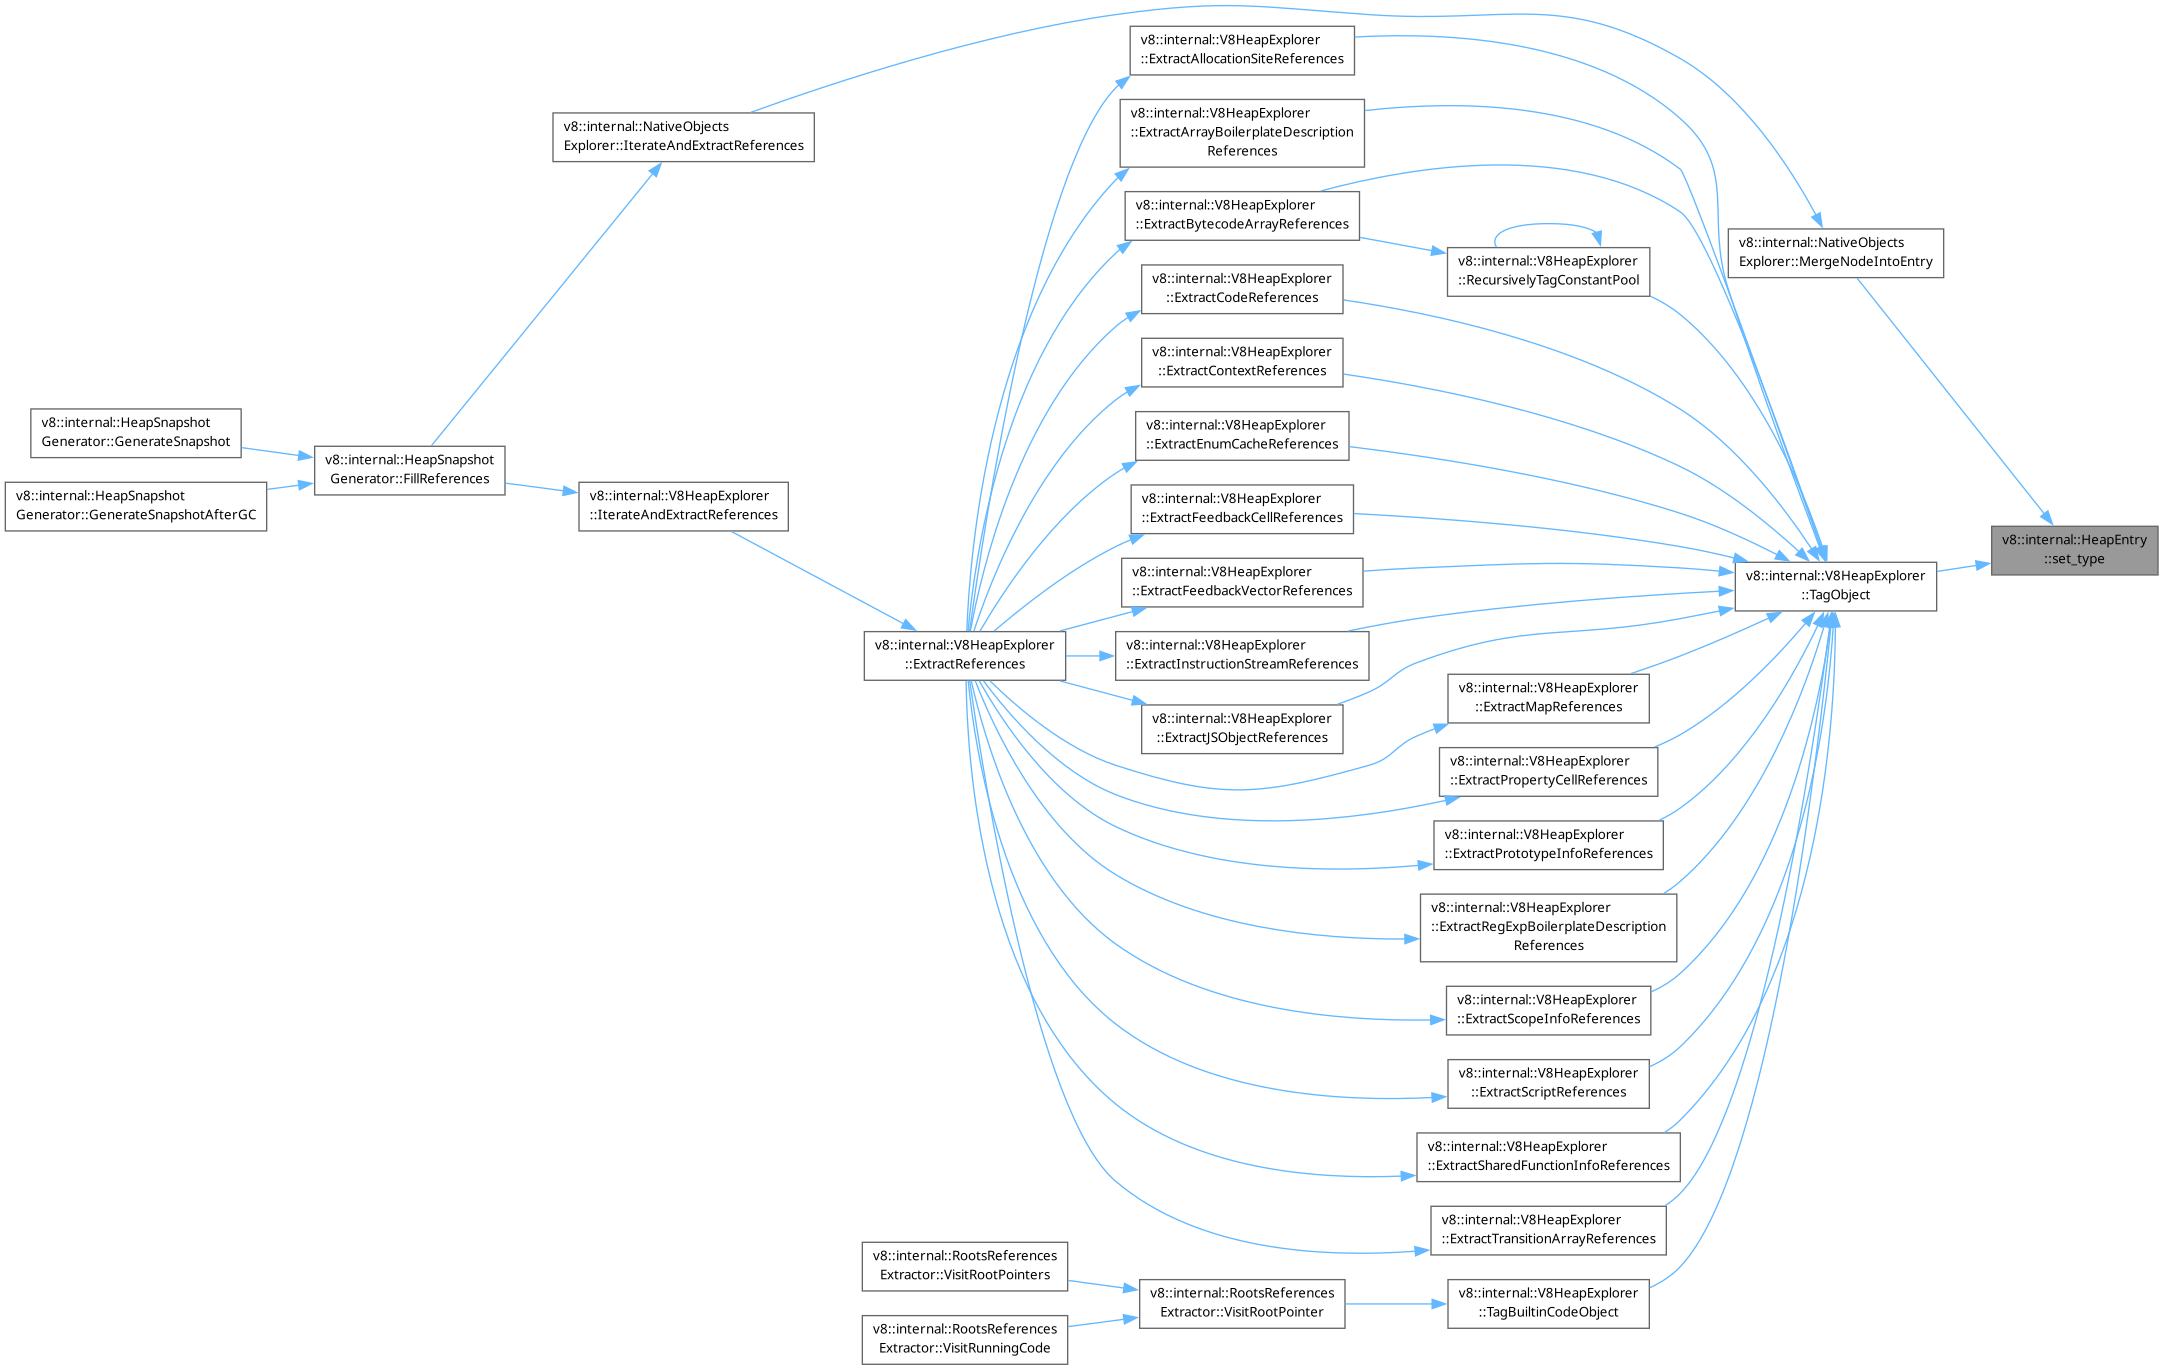 v8::internal::V8HeapExplorer
::ExtractAllocationSiteReferences
v8::internal::V8HeapExplorer
::ExtractArrayBoilerplateDescription
References
v8::internal::NativeObjects
Explorer::IterateAndExtractReferences
v8::internal::V8HeapExplorer
::ExtractBytecodeArrayReferences
v8::internal::V8HeapExplorer
::RecursivelyTagConstantPool
v8::internal::NativeObjects
Explorer::MergeNodeIntoEntry
v8::internal::V8HeapExplorer
::ExtractCodeReferences
v8::internal::V8HeapExplorer
::ExtractContextReferences
v8::internal::HeapSnapshot
Generator::GenerateSnapshot
v8::internal::V8HeapExplorer
::ExtractEnumCacheReferences
v8::internal::HeapSnapshot
Generator::FillReferences
v8::internal::HeapSnapshot
Generator::GenerateSnapshotAfterGC
v8::internal::V8HeapExplorer
::IterateAndExtractReferences
v8::internal::V8HeapExplorer
::ExtractFeedbackCellReferences
v8::internal::HeapEntry
::set_type
v8::internal::V8HeapExplorer
::ExtractFeedbackVectorReferences
v8::internal::V8HeapExplorer
::TagObject
v8::internal::V8HeapExplorer
::ExtractReferences
v8::internal::V8HeapExplorer
::ExtractInstructionStreamReferences
v8::internal::V8HeapExplorer
::ExtractMapReferences
v8::internal::V8HeapExplorer
::ExtractJSObjectReferences
v8::internal::V8HeapExplorer
::ExtractPropertyCellReferences
v8::internal::V8HeapExplorer
::ExtractPrototypeInfoReferences
v8::internal::V8HeapExplorer
::ExtractRegExpBoilerplateDescription
References
v8::internal::V8HeapExplorer
::ExtractScopeInfoReferences
v8::internal::V8HeapExplorer
::ExtractScriptReferences
v8::internal::V8HeapExplorer
::ExtractSharedFunctionInfoReferences
v8::internal::V8HeapExplorer
::ExtractTransitionArrayReferences
v8::internal::RootsReferences
Extractor::VisitRootPointers
v8::internal::RootsReferences
Extractor::VisitRootPointer
v8::internal::V8HeapExplorer
::TagBuiltinCodeObject
v8::internal::RootsReferences
Extractor::VisitRunningCode